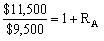 $11,500
$9,500 = 1 + R_A